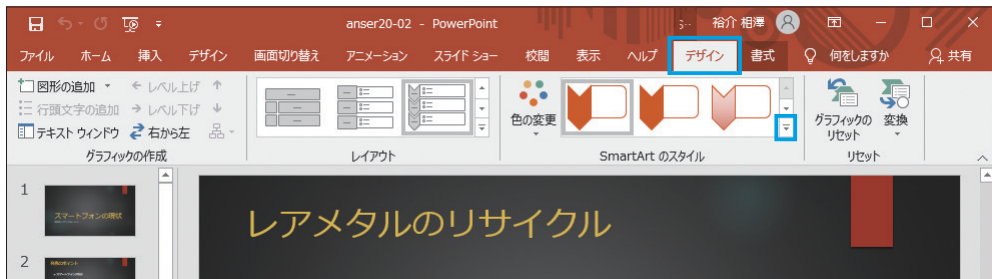 anser20-02 - PowerPoint
s··
裕介 相澤
ファイル ホーム 挿入 デザイン 画面切り替え アニメーション スライド ショー 校閲 表示 ヘルプ デザイン 書式 何をしますか 共有
図形の追加 レベル上げ
行頭文字の追加 レベル下げ
テキスト ウィンドウ 右から左
グラフィックの作成
レイアウト
色の変更
SmartArt のスタイル
グラフィックの
リセット
変換
リセット
1
スマートフォンの現状
2
レアメタルのリサイクル